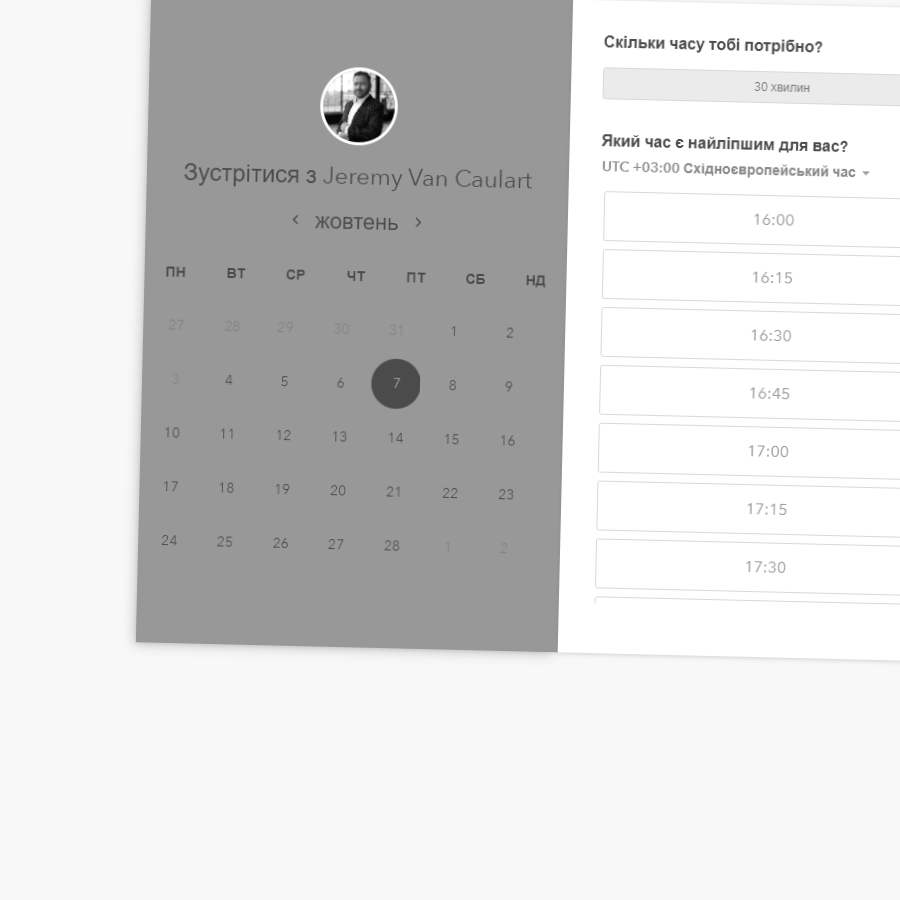 Зустрітися з Jeremy Van Caulart
жовтень
ПН ВТ СР ЧТ ПТ СБ НД
27 28 29 30 31 1 2
3 4 5 6 7 8 9
10 11 12 13 14 15 16
17 18 19 20 21 22 23
24 25 26 27 28 1 2
Скільки часу тобі потрібно?
30 хвилин
Який час є найліпшим для вас?
UTC +03:00 Східноєвропейський час
16:00
16:15
16:30
16:45
17:00
17:15
17:30